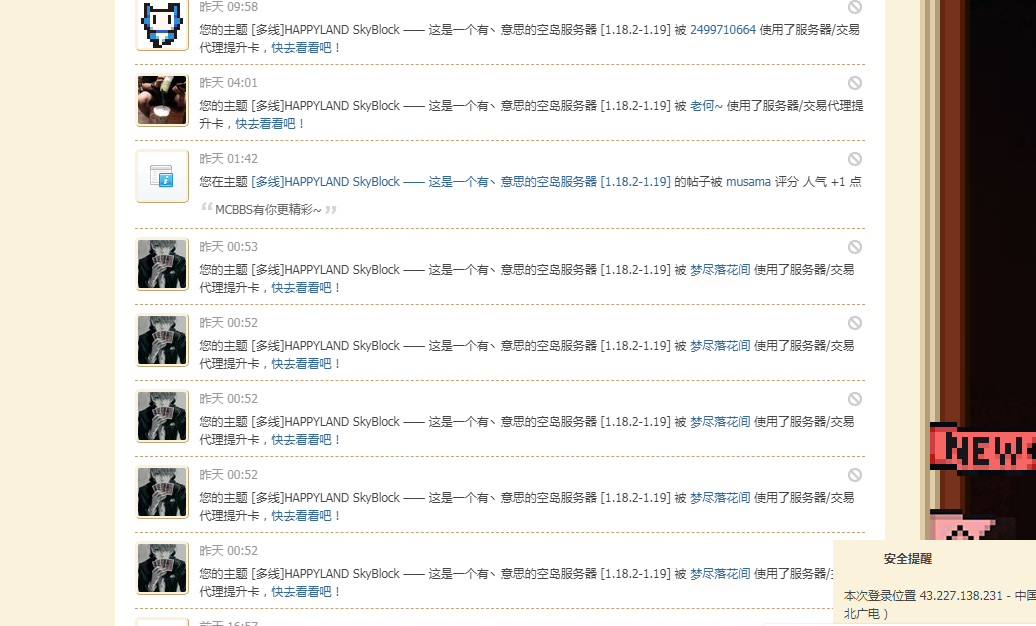 昨天 09:58
您的主题 [多线]HAPPYLAND SkyBlock —— 这是一个有丶意思的空岛服务器 [1.18.2-1.19] 被 2499710664 使用了服务器/交易
代理提升卡，快去看看吧！
昨天 04:01
您的主题 [多线]HAPPYLAND SkyBlock —— 这是一个有丶意思的空岛服务器 [1.18.2-1.19] 被 老何~ 使用了服务器/交易代理提
升卡，快去看看吧！
昨天 01:42
您在主题 [多线]HAPPYLAND SkyBlock —— 这是一个有丶意思的空岛服务器 [1.18.2-1.19] 的帖子被 musama 评分 人气 +1 点
“MCBBS有你更精彩~ ”
昨天 00:53
您的主题 [多线]HAPPYLAND SkyBlock —— 这是一个有丶意思的空岛服务器 [1.18.2-1.19] 被 梦尽落花间 使用了服务器/交易
代理提升卡，快去看看吧！
昨天 00:52
您的主题 [多线]HAPPYLAND SkyBlock —— 这是一个有丶意思的空岛服务器 [1.18.2-1.19] 被 梦尽落花间 使用了服务器/交易
代理提升卡，快去看看吧！
昨天 00:52
您的主题 [多线]HAPPYLAND SkyBlock —— 这是一个有丶意思的空岛服务器 [1.18.2-1.19] 被 梦尽落花间 使用了服务器/交易
代理提升卡，快去看看吧！
昨天 00:52
您的主题 [多线]HAPPYLAND SkyBlock —— 这是一个有丶意思的空岛服务器 [1.18.2-1.19] 被 梦尽落花间 使用了服务器/交易
代理提升卡，快去看看吧！
昨天 00:52
您的主题 [多线]HAPPYLAND SkyBlock —— 这是一个有丶意思的空岛服务器 [1.18.2-1.19] 被 梦尽落花间 使用了服务器/
代理提升卡，快去看看吧！
前天 16:57
NEW
安全提醒
本次登录位置 43.227.138.231 - 中国
北广电 ）